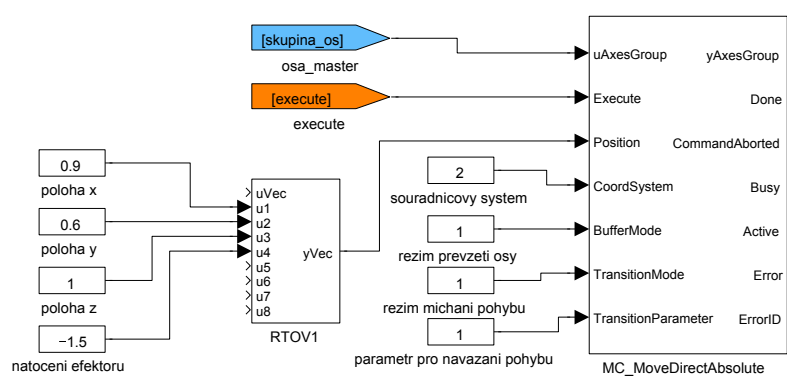 [skupina_os]
osa_master
[execute]
execute
0.9
poloha x
0.6
poloha y
1
poloha z
−1.5
natoceni efektoru
uVec
u1
u2
u3
u4
u5
u6
u7
u8
yVec
RTOV1
2
souradnicovy system
1
rezim prevzeti osy
1
rezim michani pohybu
1
parametr pro navazani pohybu
uAxesGroup yAxesGroup
Execute Done
Position CommandAborted
CoordSystem Busy
BufferMode Active
TransitionMode Error
TransitionParameter ErrorID
MC_MoveDirectAbsolute